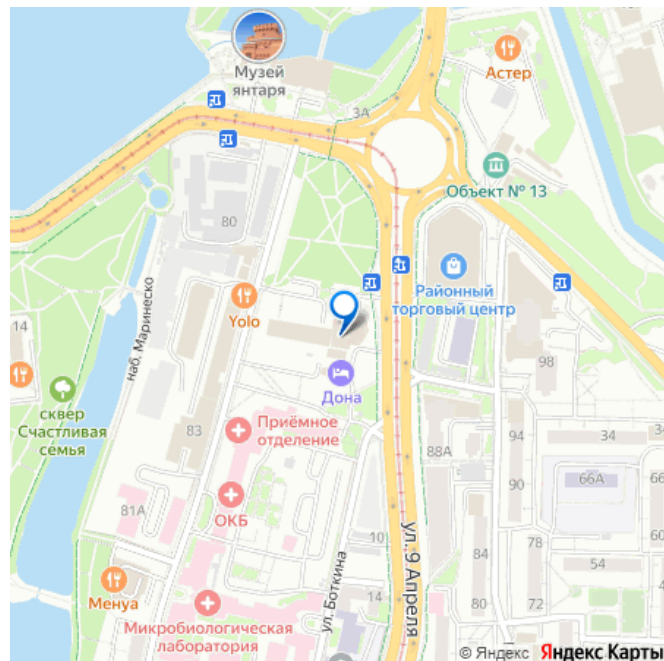 Музей
янтаря
Астер
3А
Объект № 13
80
наб. Маринеско
Районный
торговый центр
14
Yolo
98
Дона
сквер
Счастливая
семья
83
Приёмное
отделение
94
34
88А
90
66А
81А
ОКБ
ул. 9 Апреля
10
84
78
54
Менуа
ул. Боткина
14
80
72
Микробиологическая
лаборатория
© Яндекс Яндекс Карты